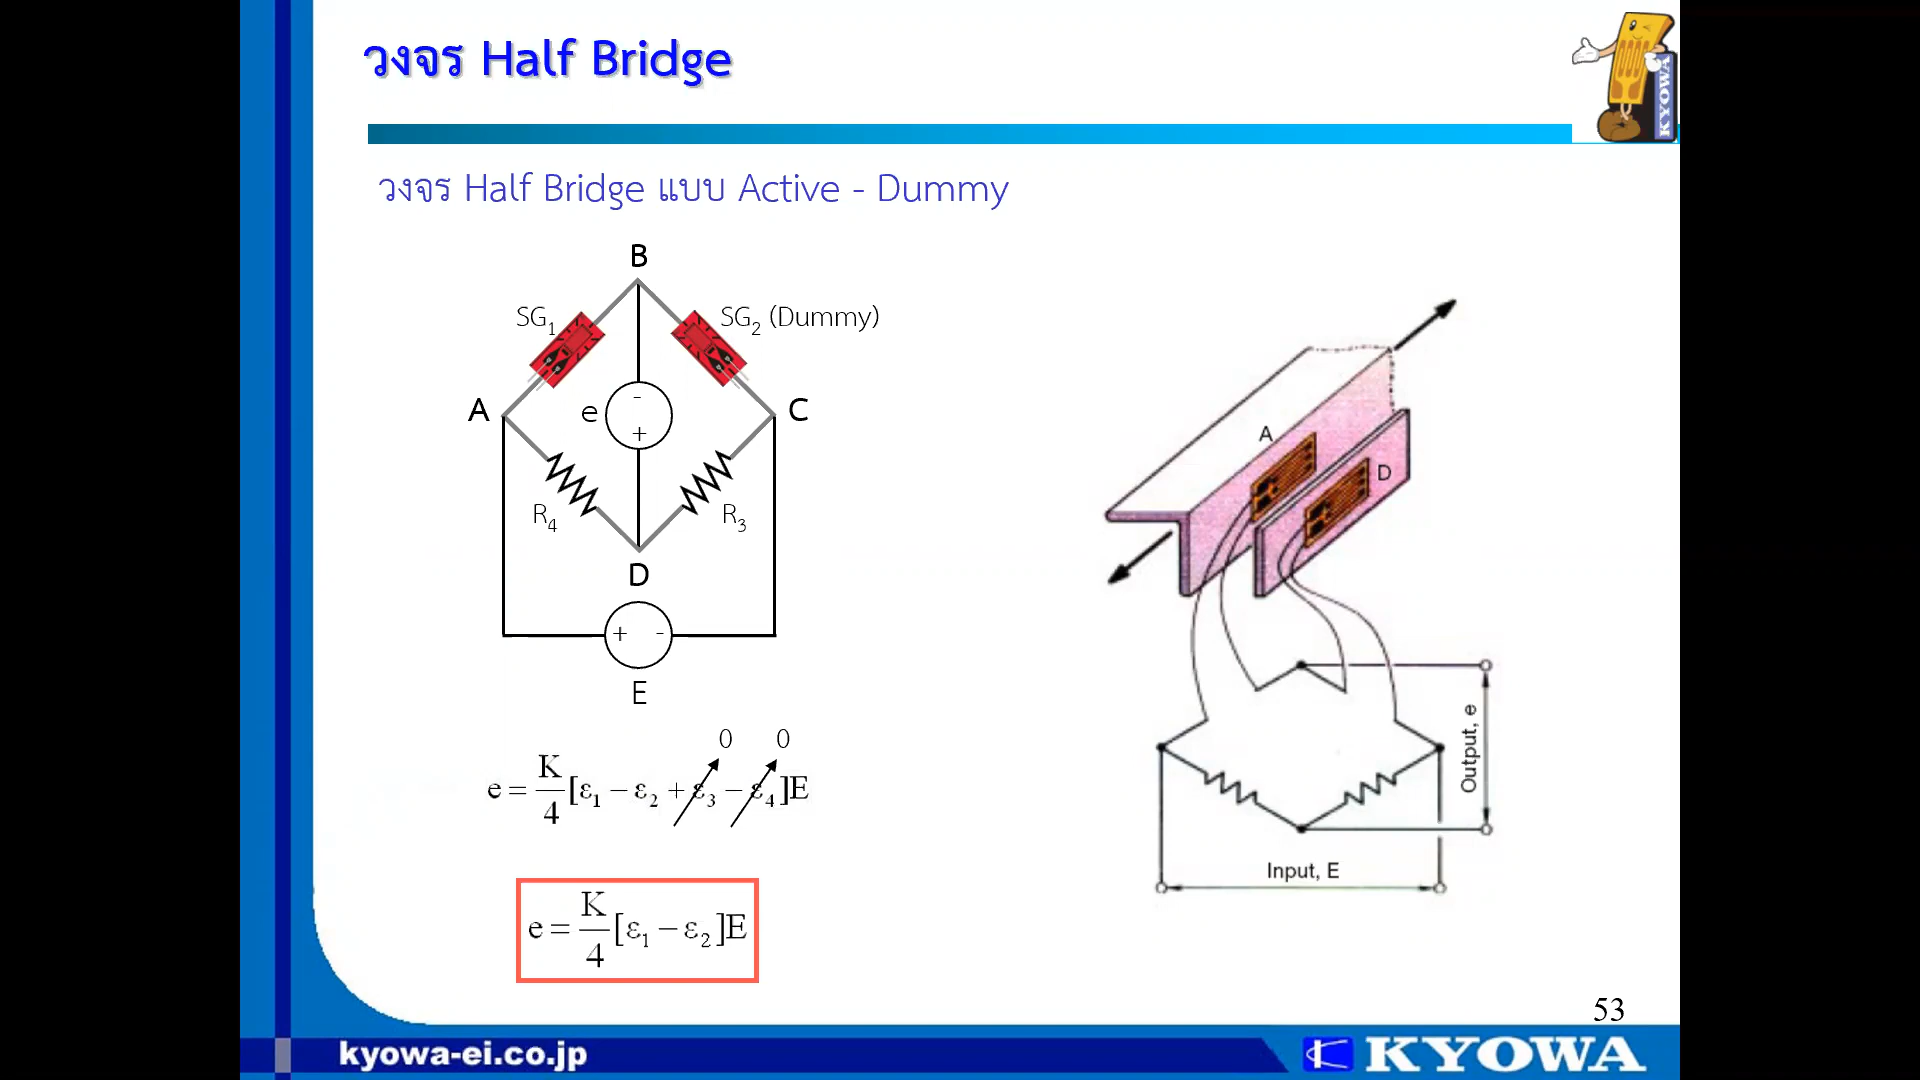 วงจร Half Bridge
KYOWA
วงจร Half Bridge แบบ Active - Dummy
B
SG1
SG2 (Dummy)
A
e
-
+
C
R4
R3
D
+ -
E
0 0
e = K/4 [ε1 − ε2 + ε3 − ε4]E
e = K/4 [ε1 − ε2]E
A
D
Output, e
Input, E
53
kyowa-ei.co.jp
KYOWA